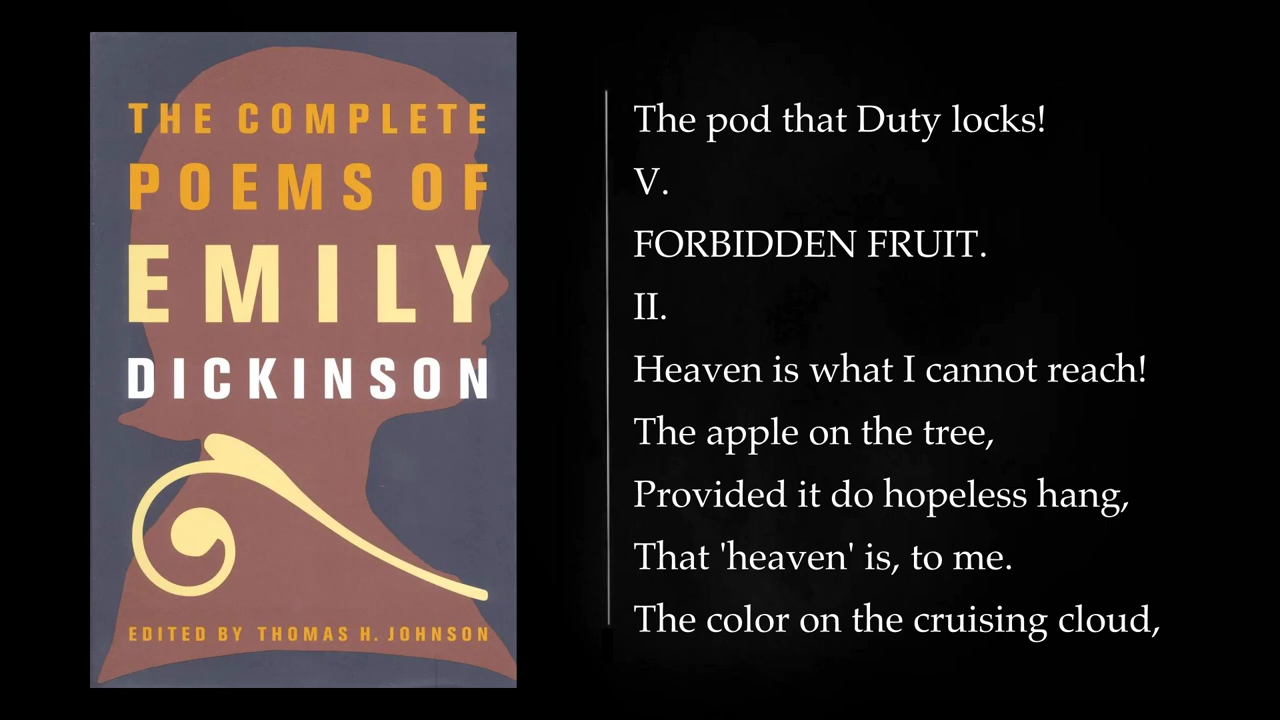 THE COMPLETE
POEMS OF
EMILY
DICKINSON
EDITED BY THOMAS H. JOHNSON
The pod that Duty locks!
V.
FORBIDDEN FRUIT.
II.
Heaven is what I cannot reach!
The apple on the tree,
Provided it do hopeless hang,
That 'heaven' is, to me.
The color on the cruising cloud,